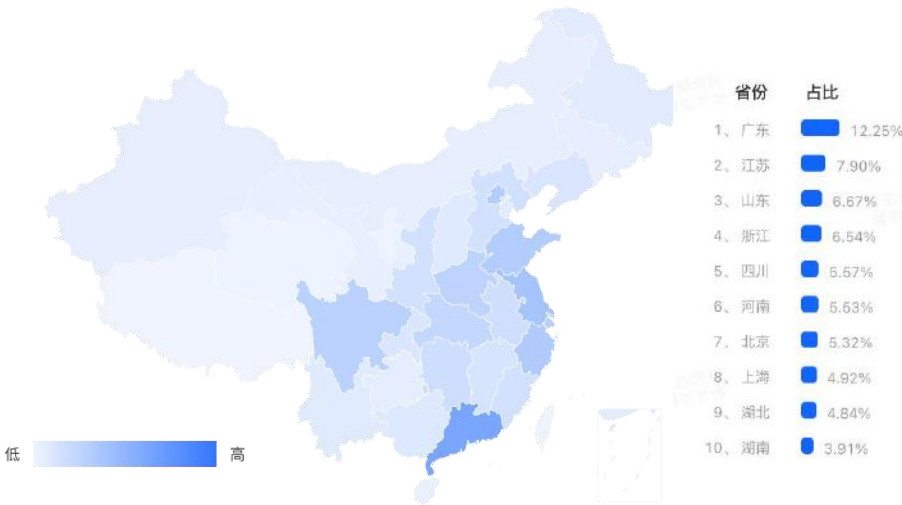 省份 占比
1、广东 12.25%
2、江苏 7.90%
3、山东 6.67%
4、浙江 6.54%
5、四川 5.57%
6、河南 5.53%
7、北京 5.32%
8、上海 4.92%
9、湖北 4.84%
10、湖南 3.91%
低 高